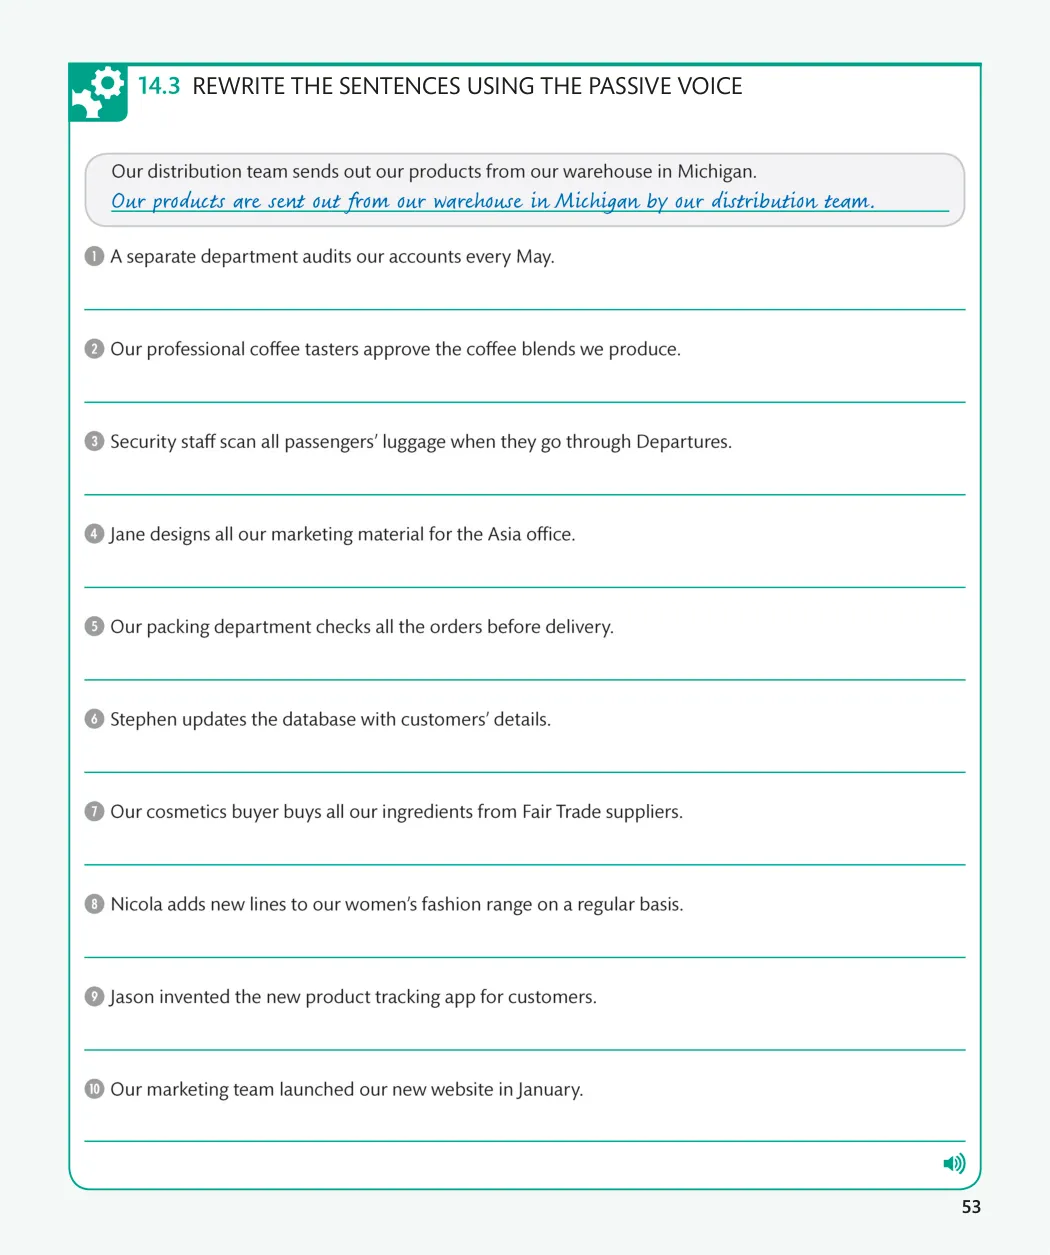 14.3 REWRITE THE SENTENCES USING THE PASSIVE VOICE
Our distribution team sends out our products from our warehouse in Michigan.
Our products are sent out from our warehouse in Michigan by our distribution team.
1 A separate department audits our accounts every May.
2 Our professional coffee tasters approve the coffee blends we produce.
3 Security staff scan all passengers’ luggage when they go through Departures.
4 Jane designs all our marketing material for the Asia office.
5 Our packing department checks all the orders before delivery.
6 Stephen updates the database with customers’ details.
7 Our cosmetics buyer buys all our ingredients from Fair Trade suppliers.
8 Nicola adds new lines to our women’s fashion range on a regular basis.
9 Jason invented the new product tracking app for customers.
10 Our marketing team launched our new website in January.
53